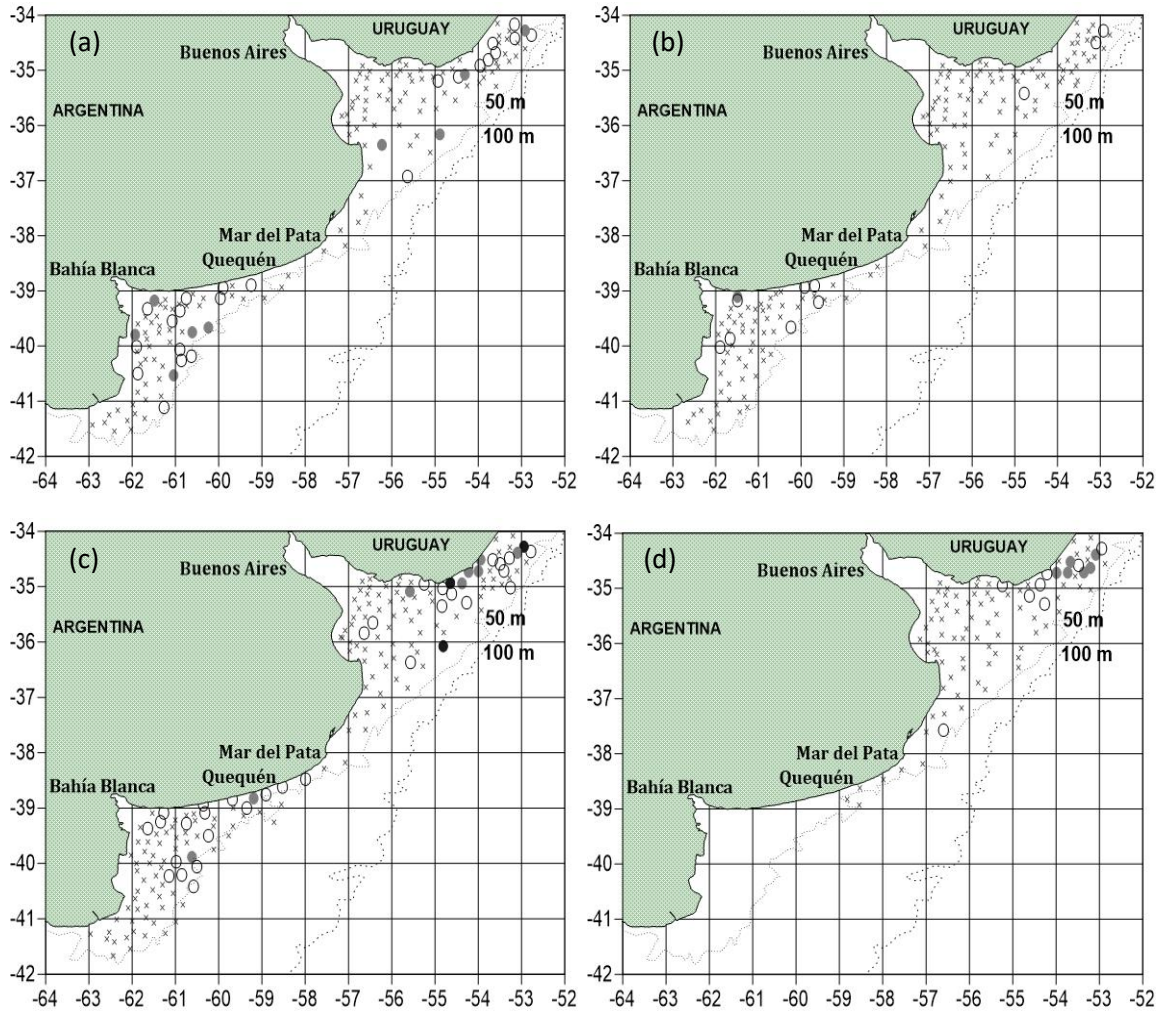 (a)
URUGUAY
Buenos Aires
ARGENTINA
50 m
100 m
Mar del Pata
Quequén
Bahía Blanca
-34
-35
-36
-37
-38
-39
-40
-41
-42
-64 -63 -62 -61 -60 -59 -58 -57 -56 -55 -54 -53 -52
(b)
URUGUAY
Buenos Aires
ARGENTINA
50 m
100 m
Mar del Pata
Quequén
Bahía Blanca
-34
-35
-36
-37
-38
-39
-40
-41
-42
-64 -63 -62 -61 -60 -59 -58 -57 -56 -55 -54 -53 -52
(c)
URUGUAY
Buenos Aires
ARGENTINA
50 m
100 m
Mar del Pata
Quequén
Bahía Blanca
-34
-35
-36
-37
-38
-39
-40
-41
-42
-64 -63 -62 -61 -60 -59 -58 -57 -56 -55 -54 -53 -52
(d)
URUGUAY
Buenos Aires
ARGENTINA
50 m
100 m
Mar del Pata
Quequén
Bahía Blanca
-34
-35
-36
-37
-38
-39
-40
-41
-42
-64 -63 -62 -61 -60 -59 -58 -57 -56 -55 -54 -53 -52